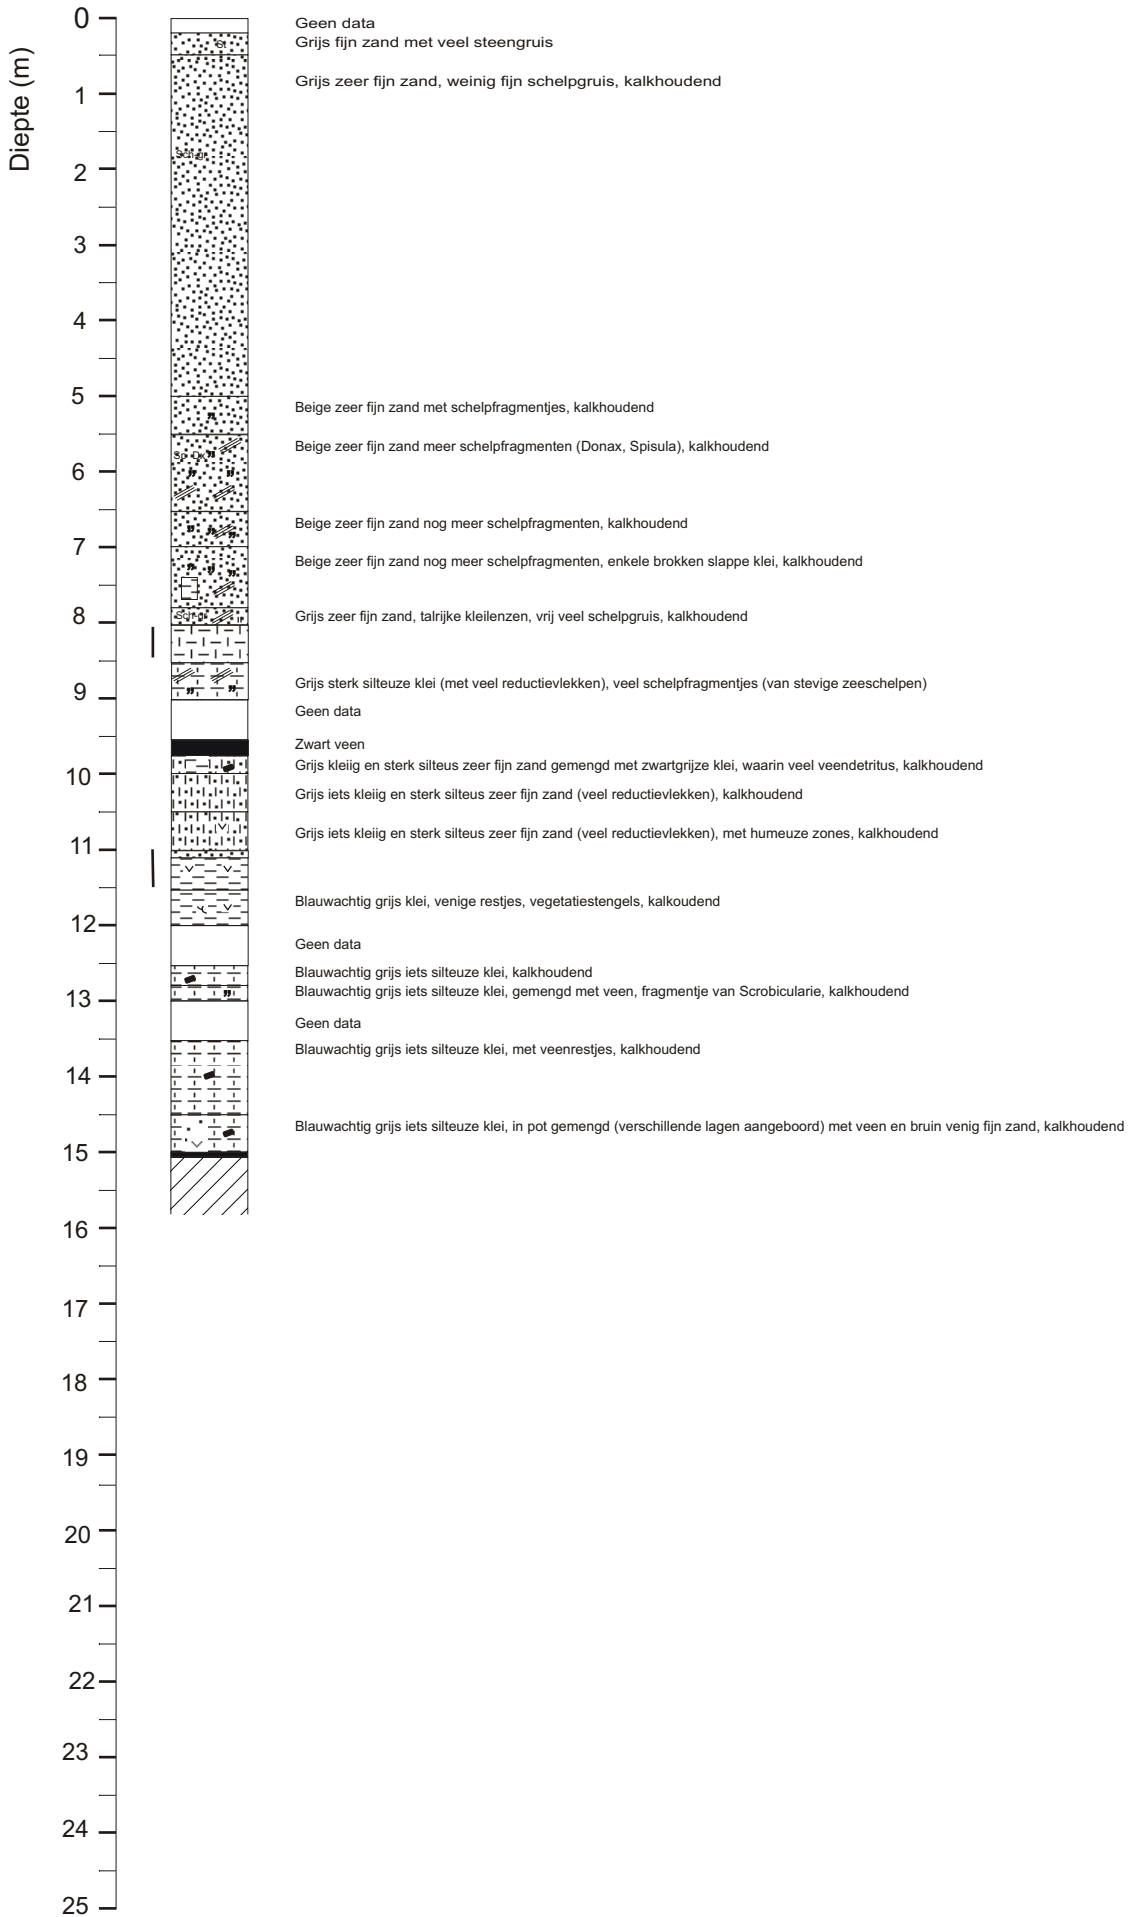 Diepte (m)
0
Geen data
St
Grijs fijn zand met veel steengruis
Grijs zeer fijn zand, weinig fijn schelpgruis, kalkhoudend
1
Sch-gr
2
3
4
5
Beige zeer fijn zand met schelpfragmentjes, kalkhoudend
Beige zeer fijn zand meer schelpfragmenten (Donax, Spisula), kalkhoudend
Sp Dx
6
Beige zeer fijn zand nog meer schelpfragmenten, kalkhoudend
7
Beige zeer fijn zand nog meer schelpfragmenten, enkele brokken slappe klei, kalkhoudend
8
Sch-gr
Grijs zeer fijn zand, talrijke kleilenzen, vrij veel schelpgruis, kalkhoudend
Grijs sterk silteuze klei (met veel reductievlekken), veel schelpfragmentjes (van stevige zeeschelpen)
9
Geen data
Zwart veen
Grijs kleiig en sterk silteus zeer fijn zand gemengd met zwartgrijze klei, waarin veel veendetritus, kalkhoudend
10
Grijs iets kleiig en sterk silteus zeer fijn zand (veel reductievlekken), kalkhoudend
Grijs iets kleiig en sterk silteus zeer fijn zand (veel reductievlekken), met humeuze zones, kalkhoudend
11
Blauwachtig grijs klei, venige restjes, vegetatiestengels, kalkoudend
12
Geen data
Blauwachtig grijs iets silteuze klei, kalkhoudend
Blauwachtig grijs iets silteuze klei, gemengd met veen, fragmentje van Scrobicularie, kalkhoudend
13
Geen data
Blauwachtig grijs iets silteuze klei, met veenrestjes, kalkhoudend
14
Blauwachtig grijs iets silteuze klei, in pot gemengd (verschillende lagen aangeboord) met veen en bruin venig fijn zand, kalkhoudend
15
16
17
18
19
20
21
22
23
24
25